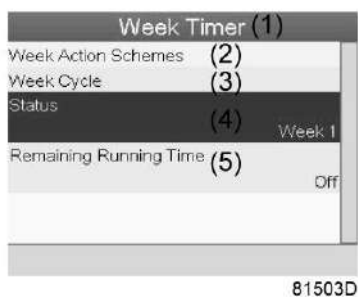 Week Timer (1)
Week Action Schemes (2)
Week Cycle (3)
Status (4)
Week 1
Remaining Running Time (5)
Off
81503D